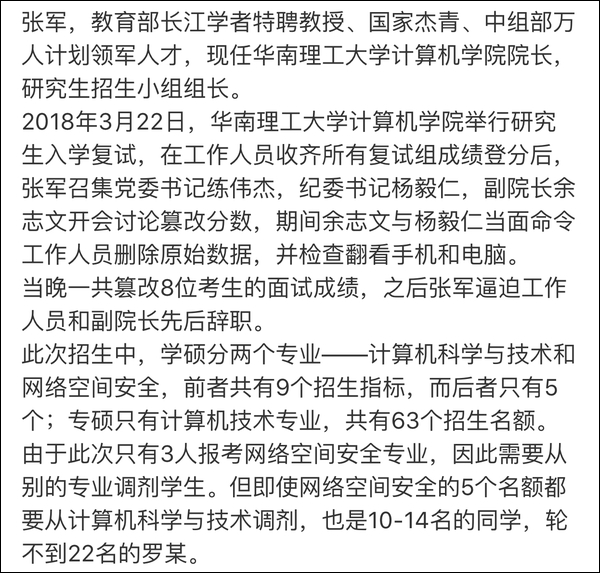 张军，教育部长江学者特聘教授、国家杰青、中组部万
人计划领军人才，现任华南理工大学计算机学院院长，
研究生招生小组组长。
2018年3月22日，华南理工大学计算机学院举行研究
生入学复试，在工作人员收齐所有复试组成绩登分后，
张军召集党委书记练伟杰，纪委书记杨毅仁，副院长余
志文开会讨论篡改分数，期间余志文与杨毅仁当面命令
工作人员删除原始数据，并检查翻看手机和电脑。
当晚一共篡改8位考生的面试成绩，之后张军逼迫工作
人员和副院长先后辞职。
此次招生中，学硕分两个专业——计算机科学与技术和
网络空间安全，前者共有9个招生指标，而后者只有5
个；专硕只有计算机技术专业，共有63个招生名额。
由于此次只有3人报考网络空间安全专业，因此需要从
别的专业调剂学生。但即使网络空间安全的5个名额都
要从计算机科学与技术调剂，也是10-14名的同学，轮
不到22名的罗某。